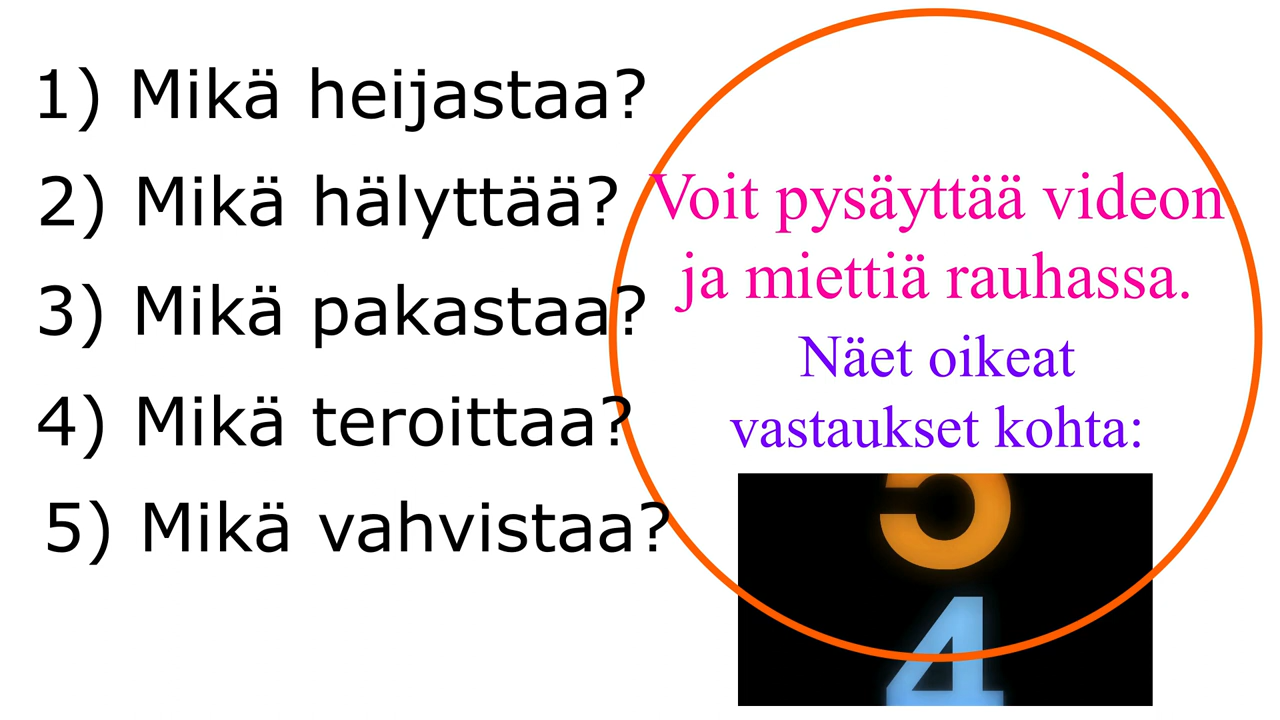 1) Mikä heijastaa?
2) Mikä hälyttää?
3) Mikä pakastaa?
4) Mikä teroittaa?
5) Mikä vahvistaa?
Voit pysäyttää videon
ja miettiä rauhassa.
Näet oikeat
vastaukset kohta:
5
4